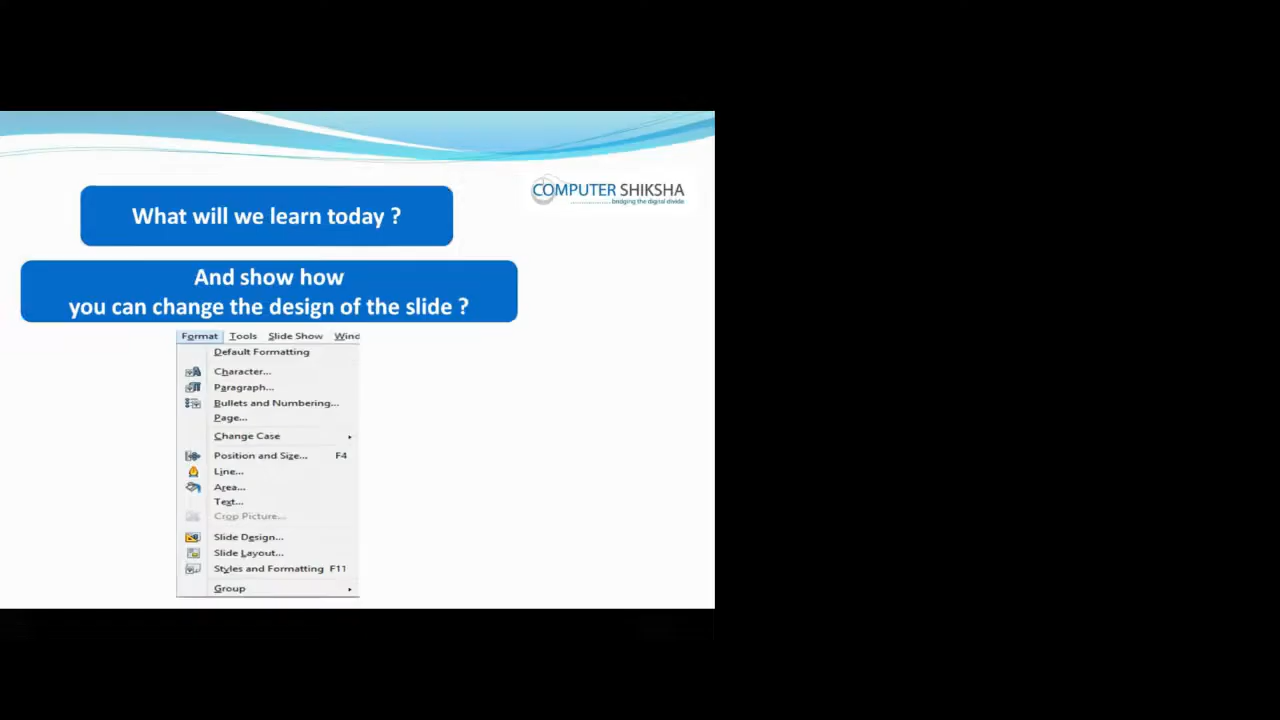 COMPUTER SHIKSHA
bridging the digital divide
What will we learn today ?
And show how
you can change the design of the slide ?
Format Tools Slide Show Wind
Default Formatting
Character...
Paragraph...
Bullets and Numbering...
Page...
Change Case
Position and Size... F4
Line...
Area...
Text...
Crop Picture...
Slide Design...
Slide Layout...
Styles and Formatting F11
Group